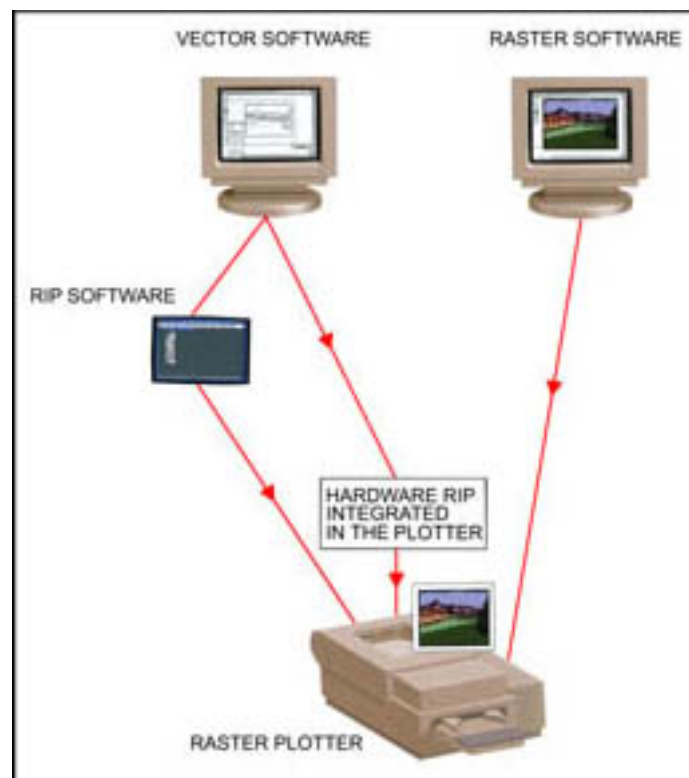 VECTOR SOFTWARE
RASTER SOFTWARE
RIP SOFTWARE
HARDWARE RIP
INTEGRATED
IN THE PLOTTER
RASTER PLOTTER